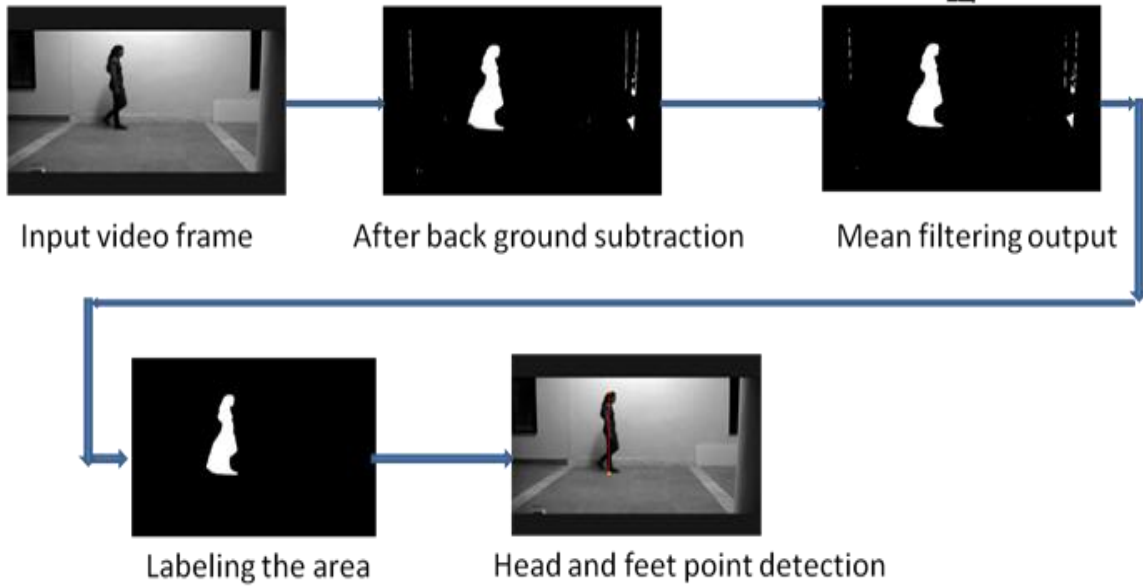 Input video frame
After back ground subtraction
Mean filtering output
Labeling the area
Head and feet point detection